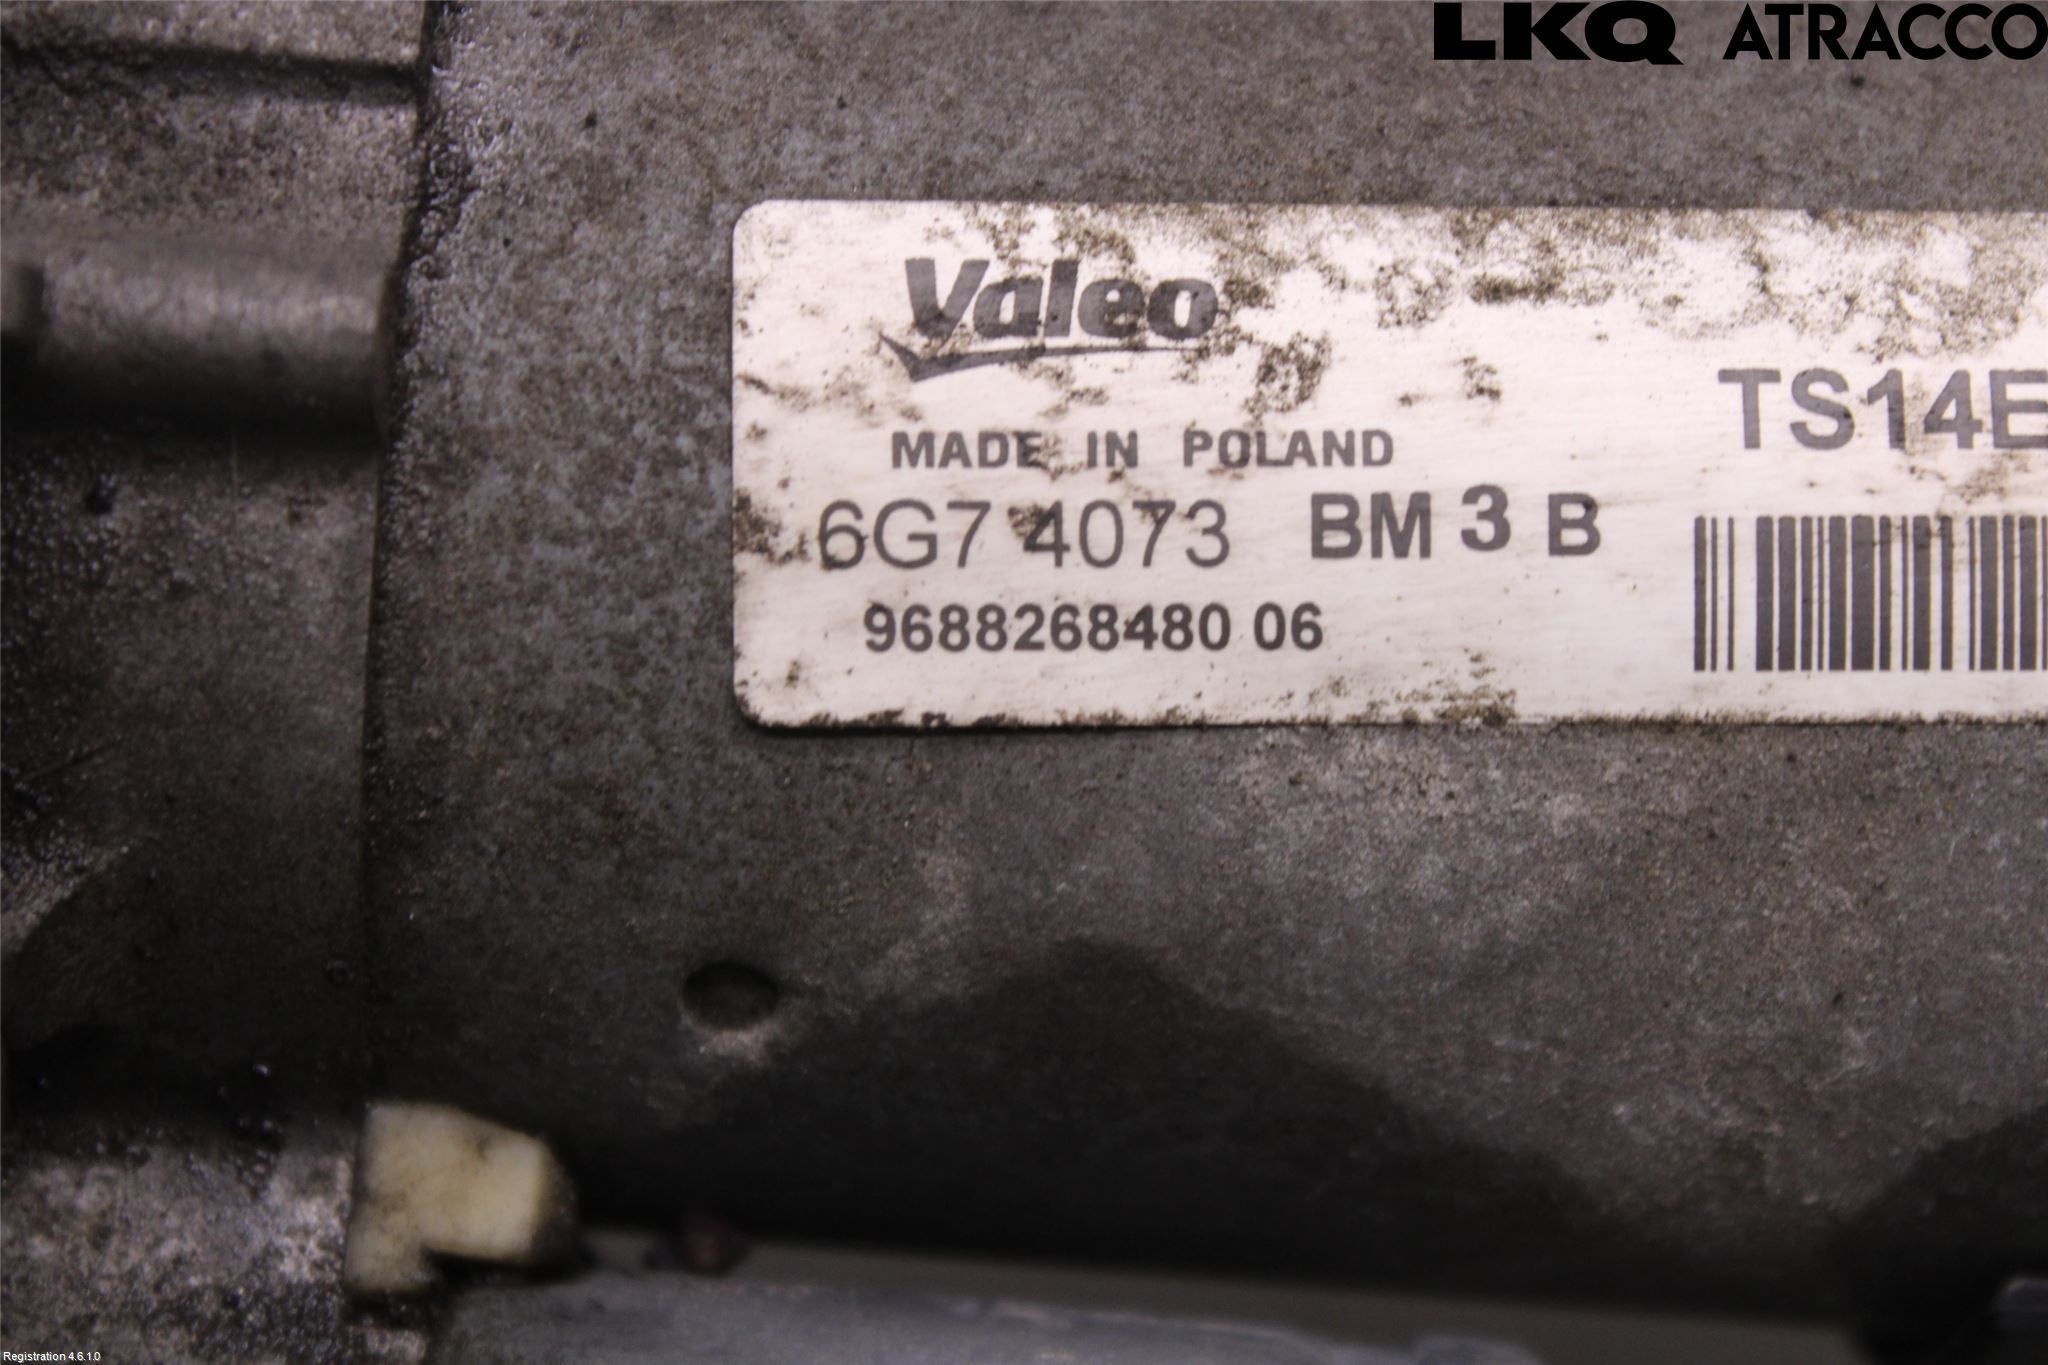 LKQ ATRACCO
Valeo
TS14E
MADE IN POLAND
6G7 4073 BM 3 B
9688268480 06
Registration 4.6.1.0